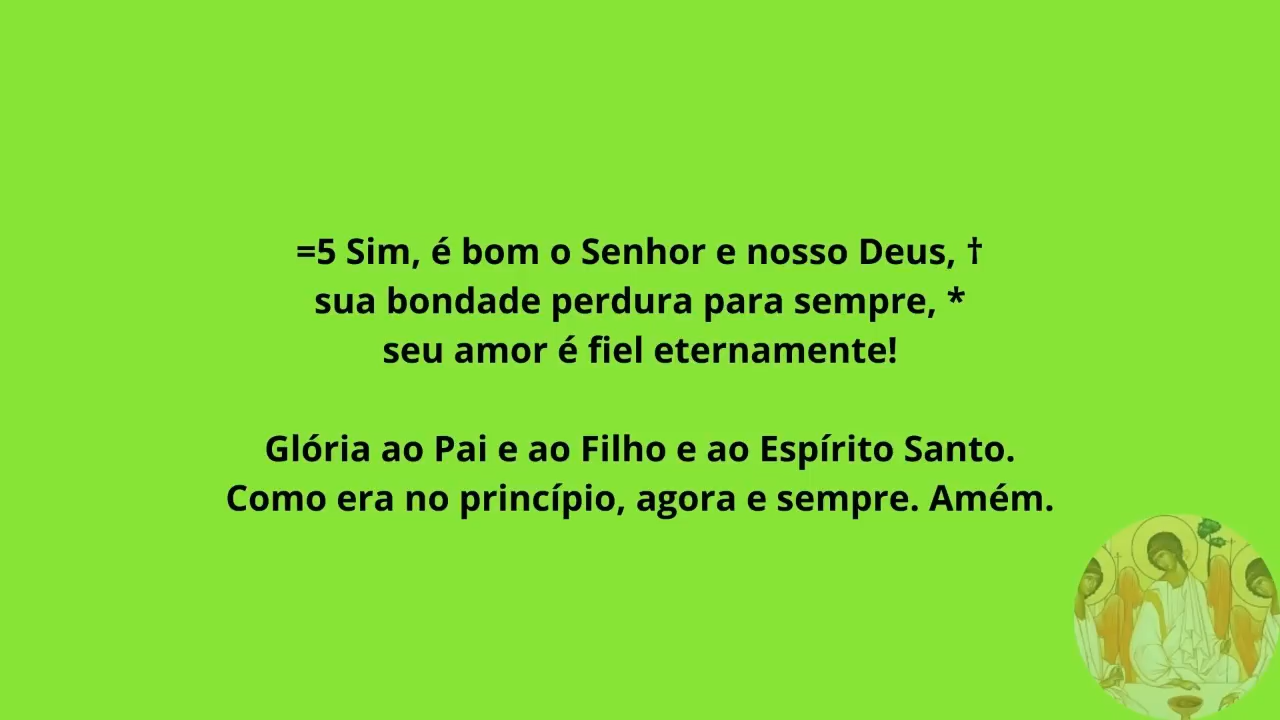 =5 Sim, é bom o Senhor e nosso Deus, †
sua bondade perdura para sempre, *
seu amor é fiel eternamente!
Glória ao Pai e ao Filho e ao Espírito Santo.
Como era no princípio, agora e sempre. Amém.